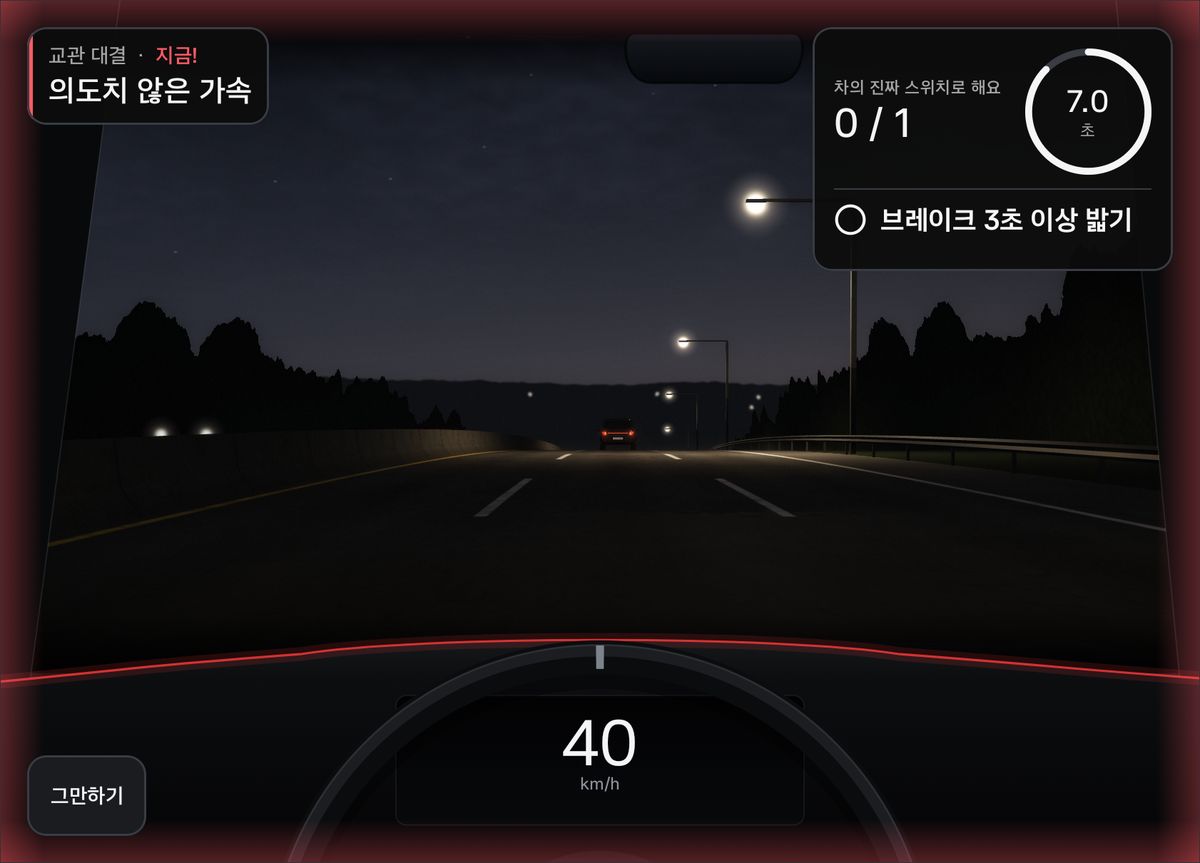 교관 대결 · 지금!
의도치 않은 가속
차의 진짜 스위치로 해요
0 / 1
7.0
초
브레이크 3초 이상 밟기
40
km/h
그만하기